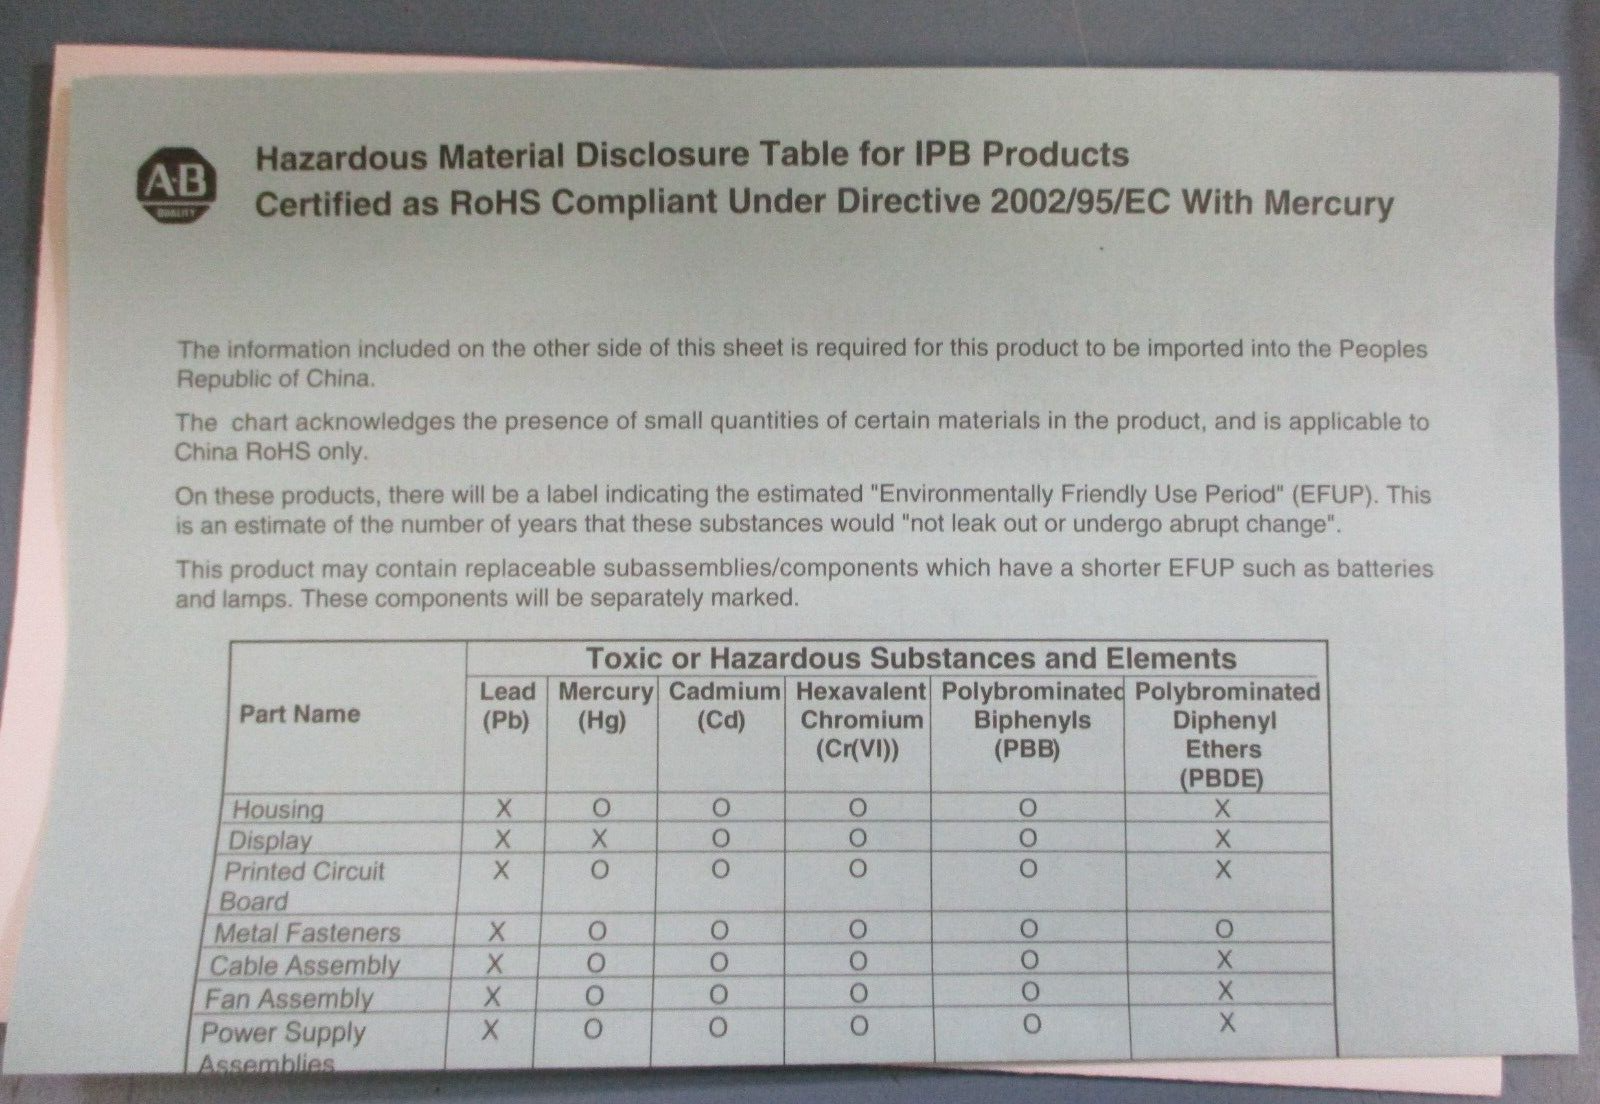 A·B
QUALITY
Hazardous Material Disclosure Table for IPB Products
Certified as RoHS Compliant Under Directive 2002/95/EC With Mercury
The information included on the other side of this sheet is required for this product to be imported into the Peoples
Republic of China.
The chart acknowledges the presence of small quantities of certain materials in the product, and is applicable to
China RoHS only.
On these products, there will be a label indicating the estimated "Environmentally Friendly Use Period" (EFUP). This
is an estimate of the number of years that these substances would "not leak out or undergo abrupt change".
This product may contain replaceable subassemblies/components which have a shorter EFUP such as batteries
and lamps. These components will be separately marked.
Toxic or Hazardous Substances and Elements
Part Name
Lead Mercury Cadmium Hexavalent Polybrominated Polybrominated
(Pb) (Hg) (Cd) Chromium Biphenyls Diphenyl
(Cr(VI)) (PBB) Ethers
(PBDE)
Housing X O O O O X
Display X X O O O X
Printed Circuit X O O O O X
Board
Metal Fasteners X O O O O O
Cable Assembly X O O O O X
Fan Assembly X O O O O X
Power Supply X O O O O X
Assemblies